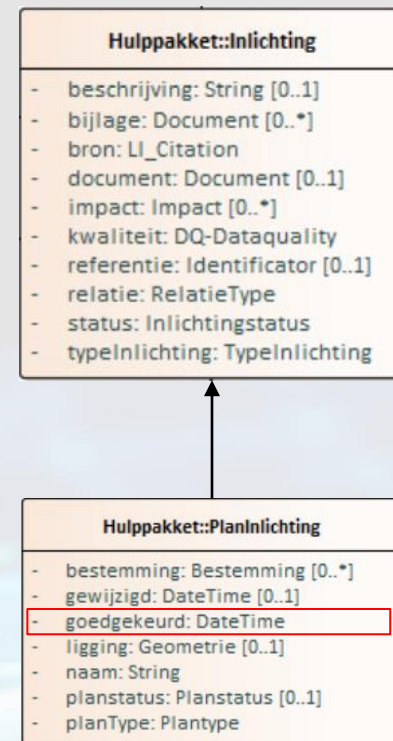 Hulppakket::Inlichting
- beschrijving: String [0..1]
- bijlage: Document [0..*]
- bron: LI_Citation
- document: Document [0..1]
- impact: Impact [0..*]
- kwaliteit: DQ-Dataquality
- referentie: Identificator [0..1]
- relatie: RelatieType
- status: Inlichtingstatus
- typeInlichting: TypeInlichting
Hulppakket::PlanInlichting
- bestemming: Bestemming [0..*]
- gewijzigd: DateTime [0..1]
- goedgekeurd: DateTime
- ligging: Geometrie [0..1]
- naam: String
- planstatus: Planstatus [0..1]
- planType: Plantype